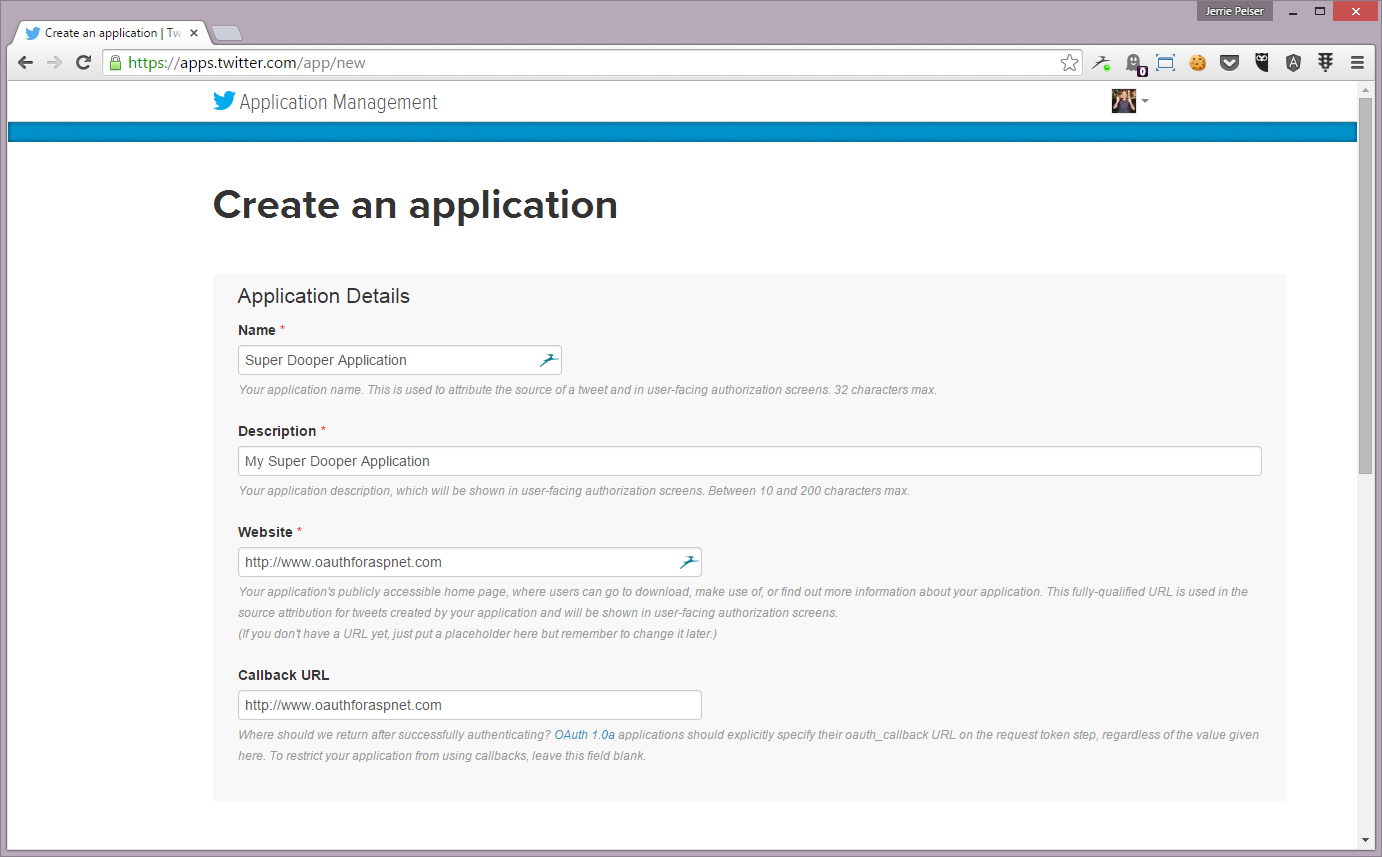 Jerrie Pelser
Create an application | Tw
https://apps.twitter.com/app/new
0
Application Management
Create an application
Application Details
Name *
Super Dooper Application
Your application name. This is used to attribute the source of a tweet and in user-facing authorization screens. 32 characters max.
Description *
My Super Dooper Application
Your application description, which will be shown in user-facing authorization screens. Between 10 and 200 characters max.
Website *
http://www.oauthforaspnet.com
Your application's publicly accessible home page, where users can go to download, make use of, or find out more information about your application. This fully-qualified URL is used in the
source attribution for tweets created by your application and will be shown in user-facing authorization screens.
(If you don't have a URL yet, just put a placeholder here but remember to change it later.)
Callback URL
http://www.oauthforaspnet.com
Where should we return after successfully authenticating? OAuth 1.0a applications should explicitly specify their oauth_callback URL on the request token step, regardless of the value given
here. To restrict your application from using callbacks, leave this field blank.